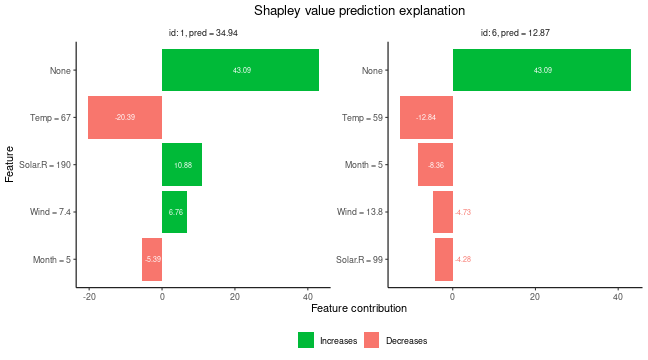 Shapley value prediction explanation
id: 1, pred = 34.94
id: 6, pred = 12.87
Feature
None
43.09
Temp = 67
-20.39
Solar.R = 190
10.88
Wind = 7.4
6.76
Month = 5
-5.39
-20
0
20
40
None
43.09
Temp = 59
-12.84
Month = 5
-8.36
Wind = 13.8
-4.73
Solar.R = 99
-4.28
0
20
40
Feature contribution
Increases
Decreases